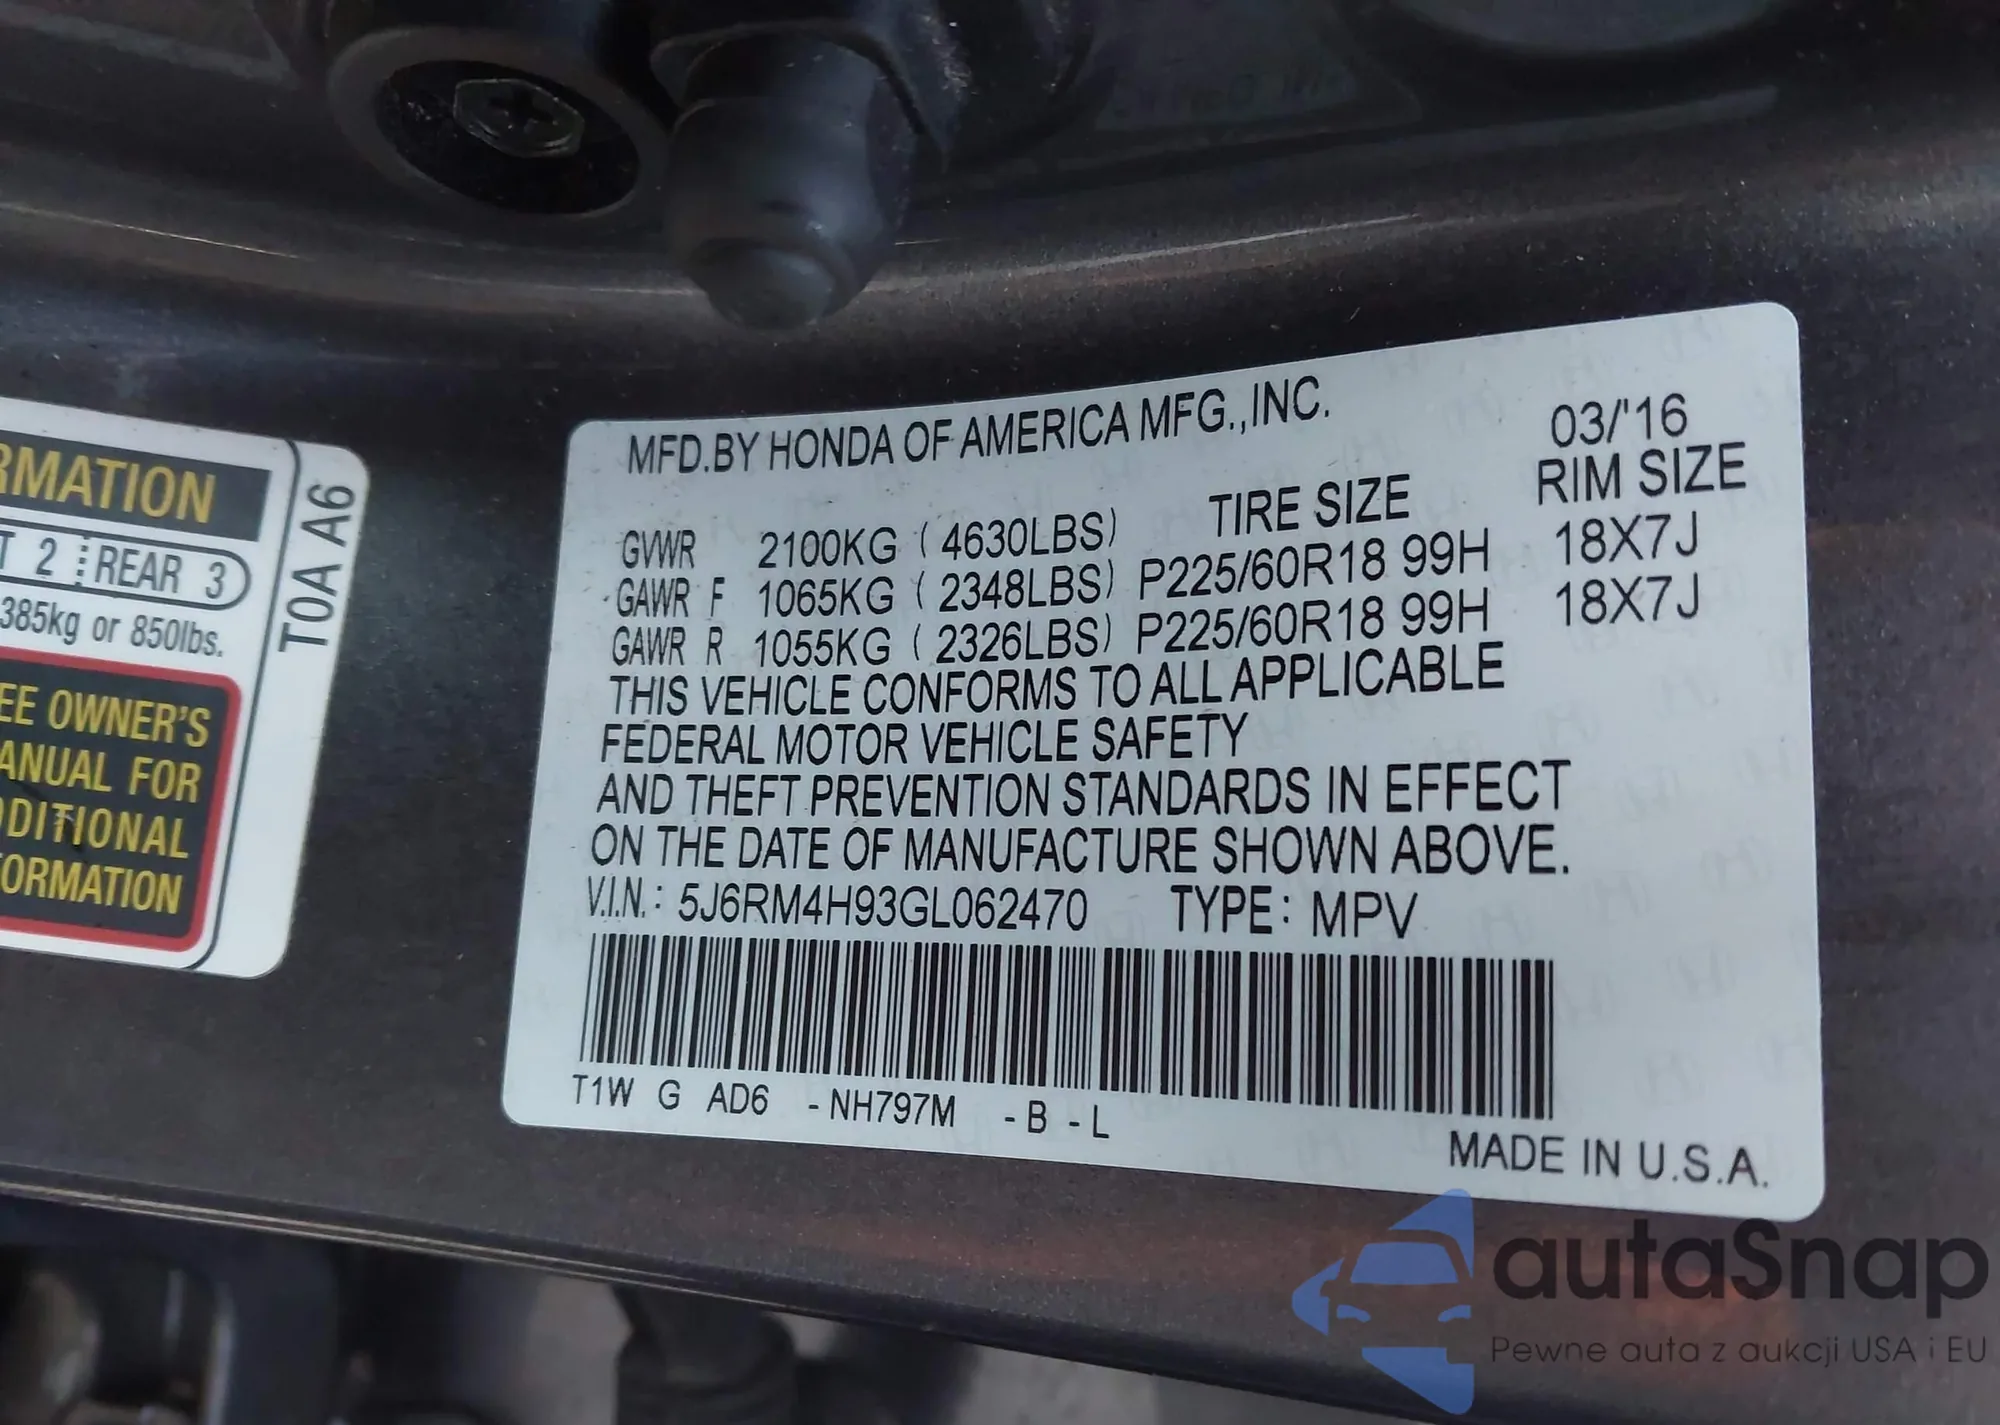 RMATION
T 2 REAR 3
385kg or 850lbs.
EE OWNER'S
ANUAL FOR
DDITIONAL
FORMATION
T0A A6
MFD.BY HONDA OF AMERICA MFG.,INC. 03/'16
TIRE SIZE RIM SIZE
GVWR 2100KG (4630LBS)
GAWR F 1065KG (2348LBS) P225/60R18 99H 18X7J
GAWR R 1055KG (2326LBS) P225/60R18 99H 18X7J
THIS VEHICLE CONFORMS TO ALL APPLICABLE
FEDERAL MOTOR VEHICLE SAFETY
AND THEFT PREVENTION STANDARDS IN EFFECT
ON THE DATE OF MANUFACTURE SHOWN ABOVE.
V.I.N.: 5J6RM4H93GL062470 TYPE: MPV
T1W G AD6 -NH797M -B -L
MADE IN U.S.A.
autaSnap
Pewne auta z aukcji USA i EU